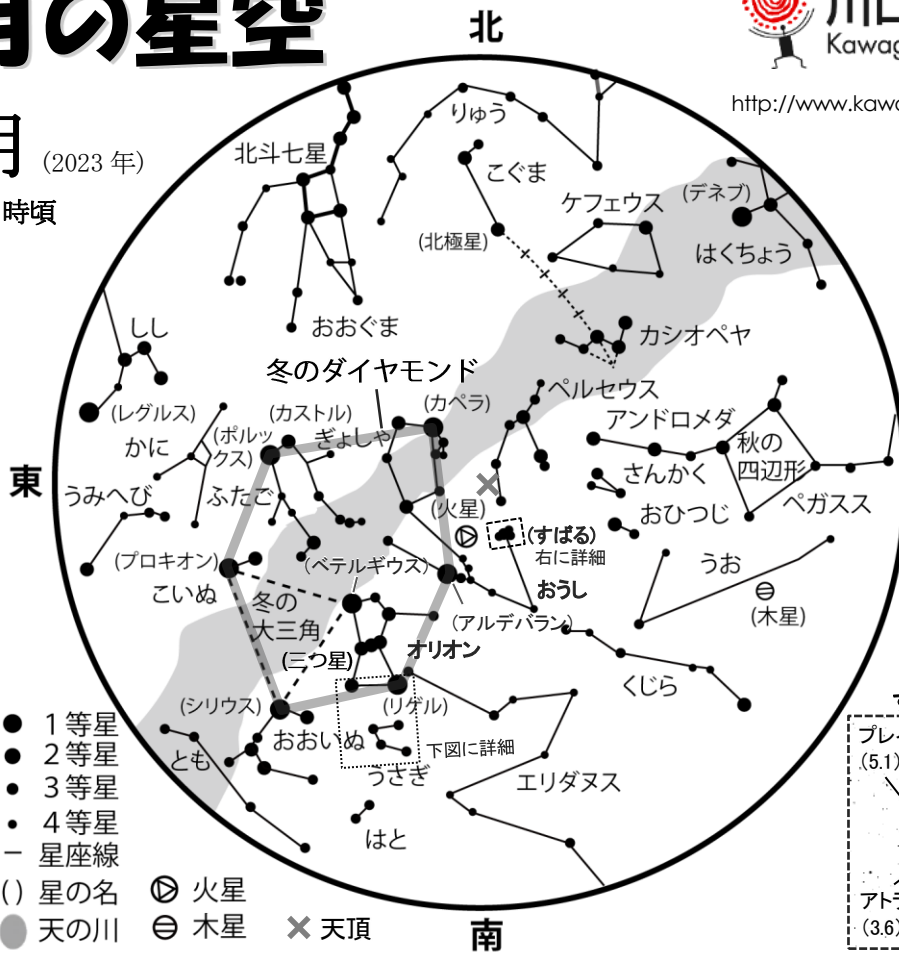 月の星空
北
川口
Kawag
http://www.kawa
月 (2023 年)
時頃
りゅう
北斗七星
こぐま
ケフェウス
(デネブ)
(北極星)
はくちょう
おおぐま
しし
カシオペヤ
冬のダイヤモンド
ペルセウス
(レグルス)
(カストル)
(カペラ)
アンドロメダ
かに
(ポルックス)
ぎょしゃ
秋の
四辺形
さんかく
東
うみへび
ふたご
(火星)
ペガスス
おひつじ
(すばる)
右に詳細
(プロキオン)
(ベテルギウス)
うお
こいぬ
おうし
冬の
大三角
(アルデバラン)
(木星)
(三つ星)
オリオン
くじら
(シリウス)
(リゲル)
おおいぬ
下図に詳細
とも
うさぎ
エリダヌス
はと
1等星
2等星
3等星
4等星
星座線
() 星の名
火星
天の川
木星
天頂
南
プレイ
(5.1)
アトラ
(3.6)